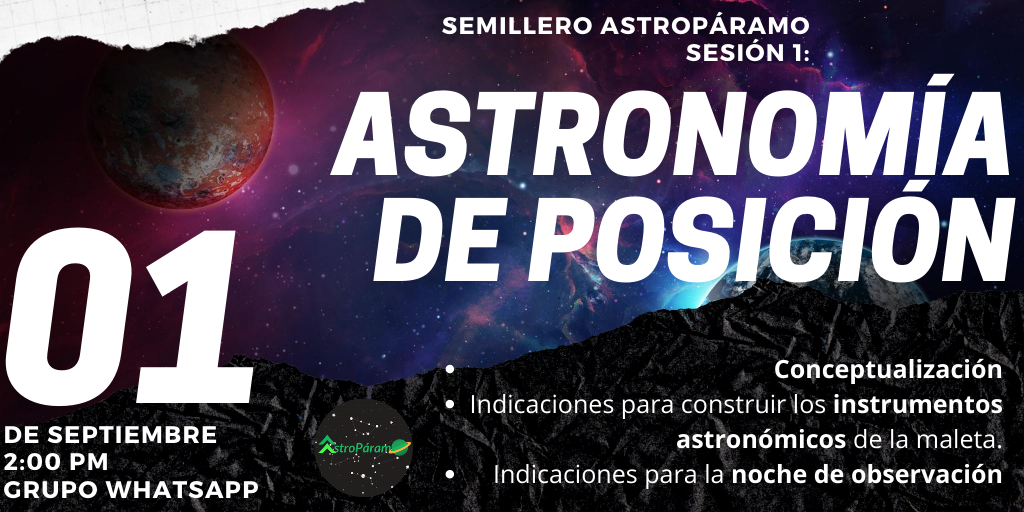 SEMILLERO ASTROPÁRAMO
SESIÓN 1:
ASTRONOMÍA
DE POSICIÓN
01
DE SEPTIEMBRE
2:00 PM
GRUPO WHATSAPP
AstroPáramo
• Conceptualización
• Indicaciones para construir los instrumentos
astronómicos de la maleta.
• Indicaciones para la noche de observación